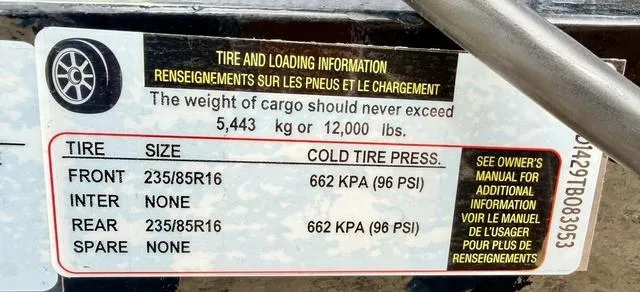 TIRE AND LOADING INFORMATION
RENSEIGNEMENTS SUR LES PNEUS ET LE CHARGEMENT
The weight of cargo should never exceed
5,443 kg or 12,000 lbs.
TIRE SIZE COLD TIRE PRESS.
FRONT 235/85R16 662 KPA (96 PSI)
INTER NONE
REAR 235/85R16 662 KPA (96 PSI)
SPARE NONE
SEE OWNER'S
MANUAL FOR
ADDITIONAL
INFORMATION
VOIR LE MANUEL
DE L'USAGER
POUR PLUS DE
RENSEIGNEMENTS
D1429TB083953